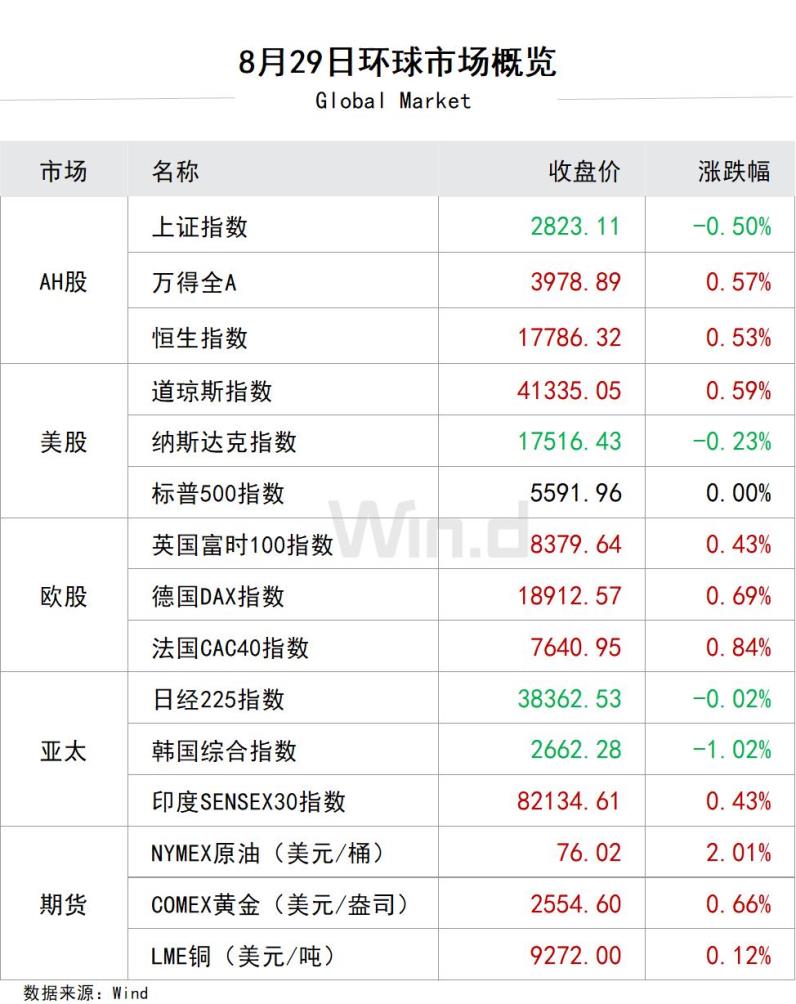 8月29日环球市场概览
Global Market
市场 名称 收盘价 涨跌幅
AH股
上证指数 2823.11 -0.50%
万得全A 3978.89 0.57%
恒生指数 17786.32 0.53%
美股
道琼斯指数 41335.05 0.59%
纳斯达克指数 17516.43 -0.23%
标普500指数 5591.96 0.00%
欧股
英国富时100指数 8379.64 0.43%
德国DAX指数 18912.57 0.69%
法国CAC40指数 7640.95 0.84%
亚太
日经225指数 38362.53 -0.02%
韩国综合指数 2662.28 -1.02%
印度SENSEX30指数 82134.61 0.43%
期货
NYMEX原油（美元/桶） 76.02 2.01%
COMEX黄金（美元/盎司） 2554.60 0.66%
LME铜（美元/吨） 9272.00 0.12%
Win.d
数据来源：Wind